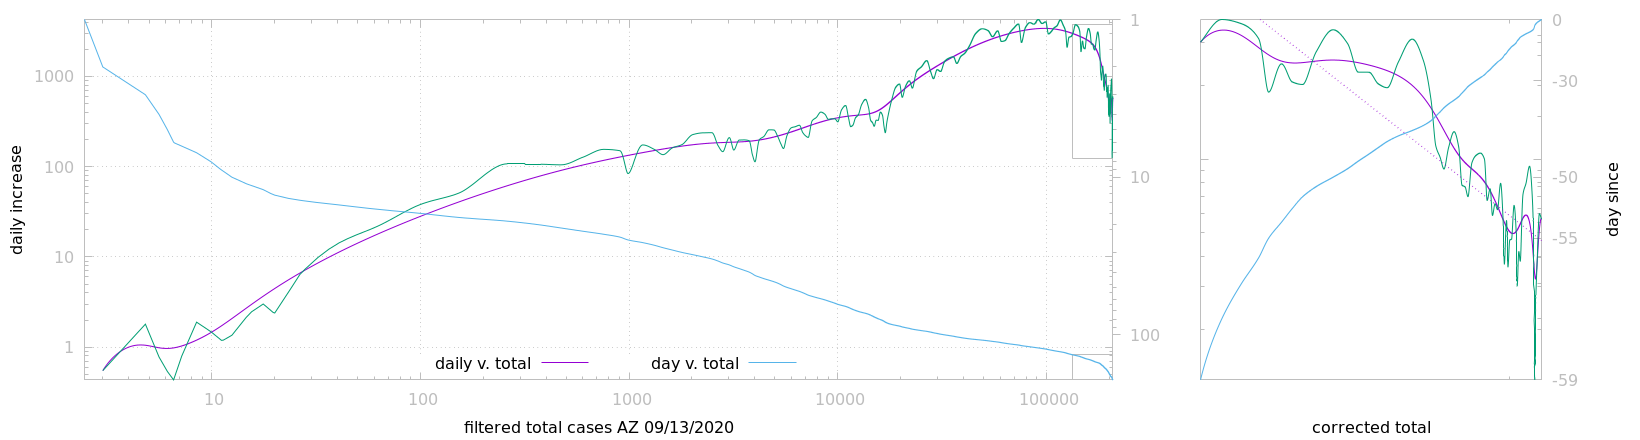 1 0
1000 -30
100 10 -50
10 -55
1 100
daily v. total day v. total
-59
10 100 1000 10000 100000
filtered total cases AZ 09/13/2020 corrected total
daily increase
day since